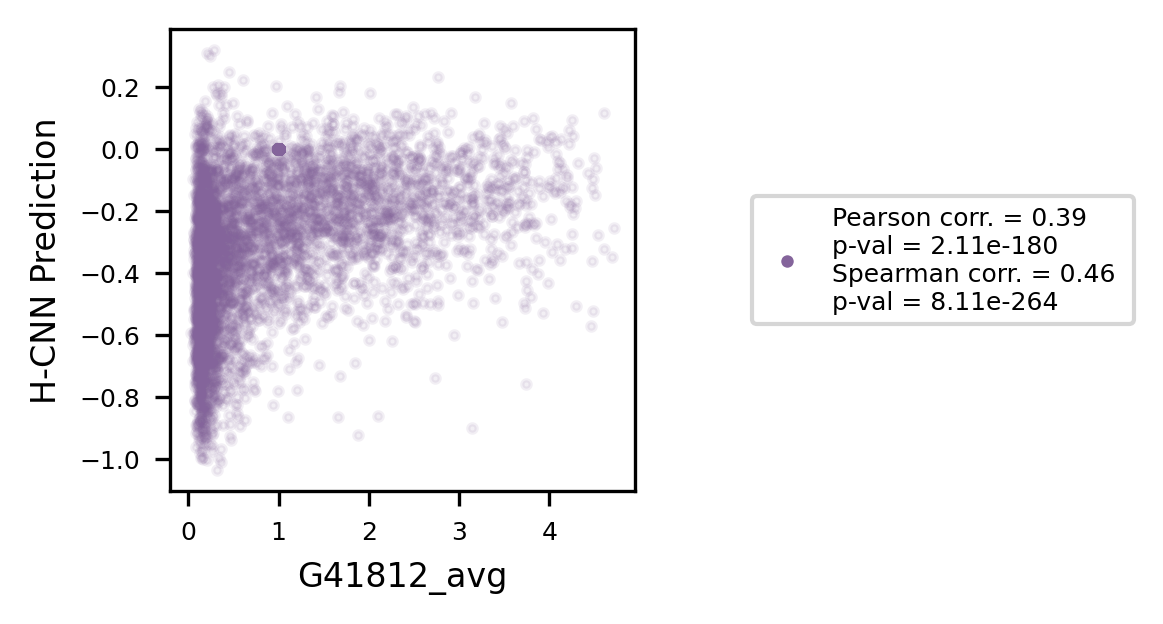 H-CNN Prediction
0.2
0.0
−0.2
−0.4
−0.6
−0.8
−1.0
0 1 2 3 4
G41812_avg
Pearson corr. = 0.39
p-val = 2.11e-180
Spearman corr. = 0.46
p-val = 8.11e-264